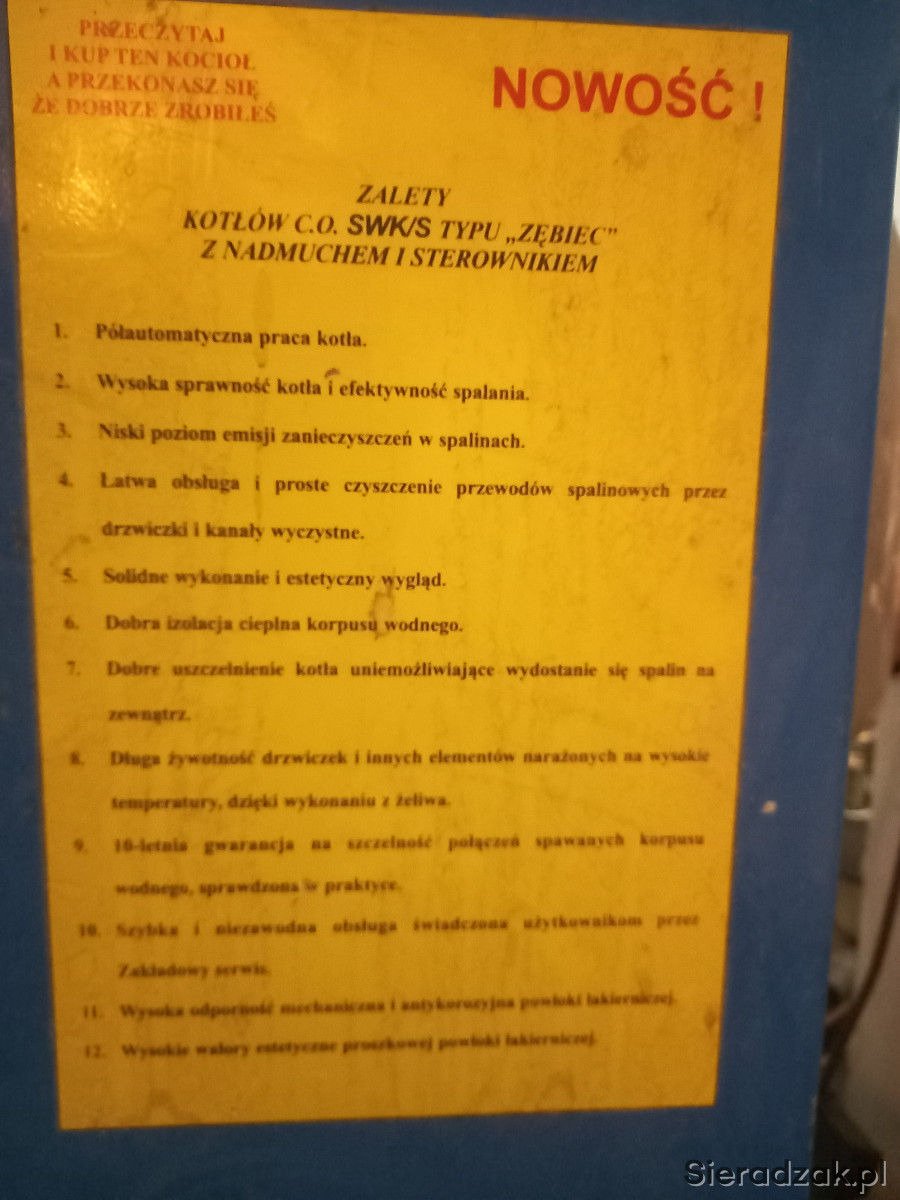 PRZECZYTAJ
I KUP TEN KOCIOŁ
A PRZEKONASZ SIĘ
ŻE DOBRZE ZROBIŁEŚ
NOWOŚĆ !
ZALETY
KOTŁÓW C.O. SWK/S TYPU „ZĘBIEC”
Z NADMUCHEM I STEROWNIKIEM
1. Półautomatyczna praca kotła.
2. Wysoka sprawność kotła i efektywność spalania.
3. Niski poziom emisji zanieczyszczeń w spalinach.
4. Łatwa obsługa i proste czyszczenie przewodów spalinowych przez
drzwiczki i kanały wyczystne.
5. Solidne wykonanie i estetyczny wygląd.
6. Dobra izolacja cieplna korpusu wodnego.
7. Dobre uszczelnienie kotła uniemożliwiające wydostanie się spalin na
zewnątrz.
8. Długa żywotność drzwiczek i innych elementów narażonych na wysokie
temperatury, dzięki wykonaniu z żeliwa.
9. 10-letnia gwarancja na szczelność połączeń spawanych korpusu
wodnego, sprawdzona w praktyce.
10. Szybka i niezawodna obsługa świadczona użytkownikom przez
Zakładowy serwis.
11. Wysoka odporność mechaniczna i antykorozyjna powłoki lakierniczej.
12. Wysokie walory estetyczne proszkowej powłoki lakierniczej.
Sieradzak.pl